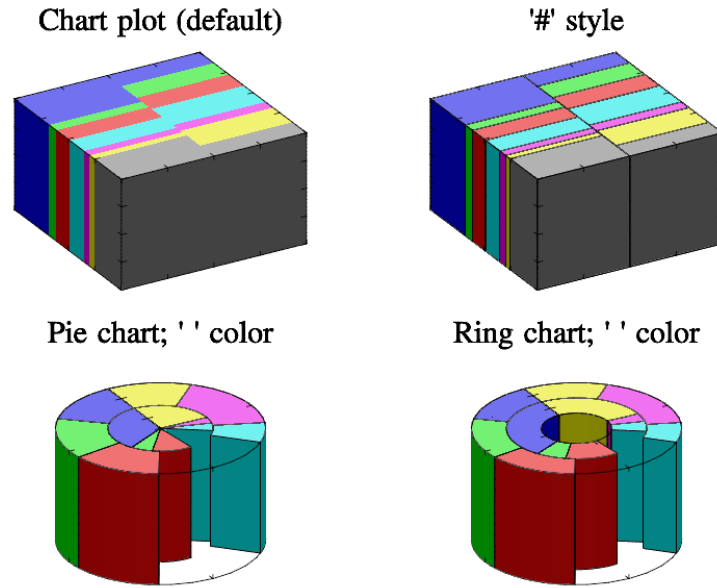 Chart plot (default)
'#' style
Pie chart; ' ' color
Ring chart; ' ' color